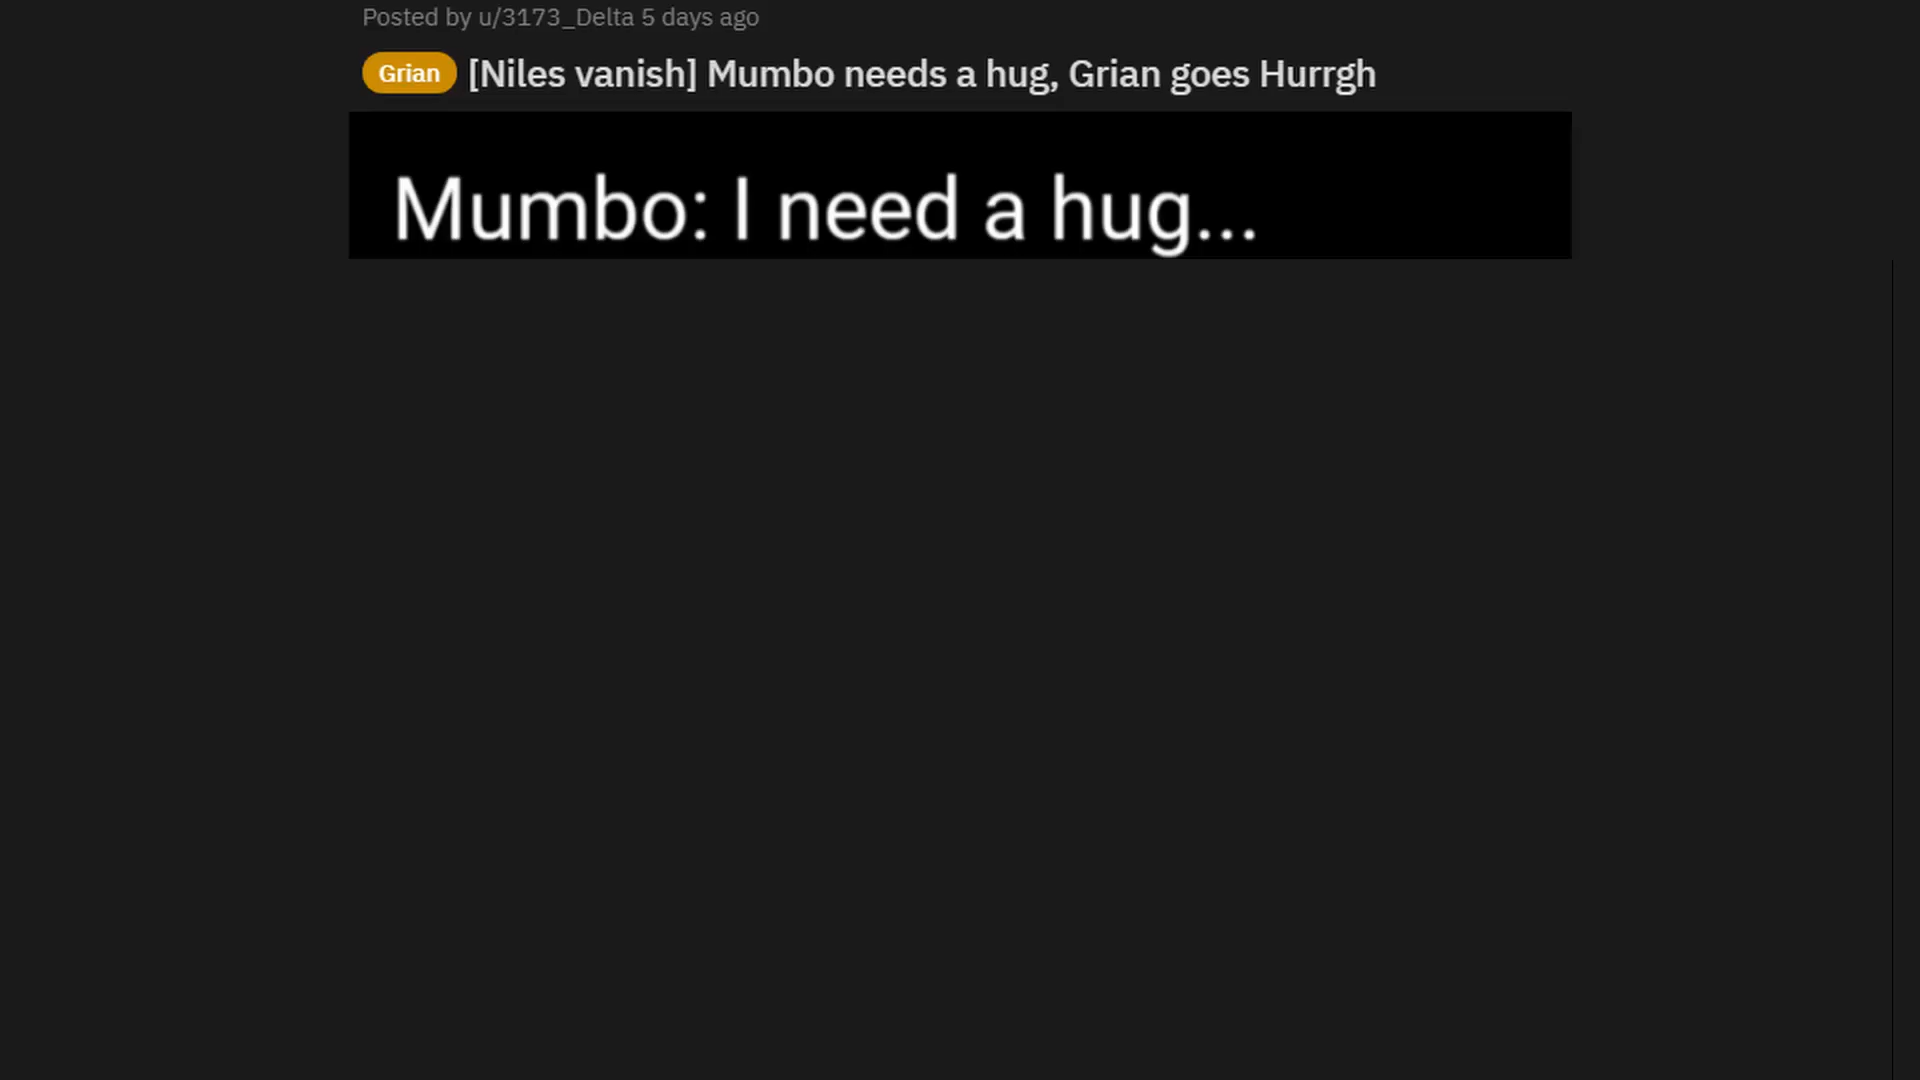 Posted by u/3173_Delta 5 days ago
Grian [Niles vanish] Mumbo needs a hug, Grian goes Hurrgh
Mumbo: I need a hug...